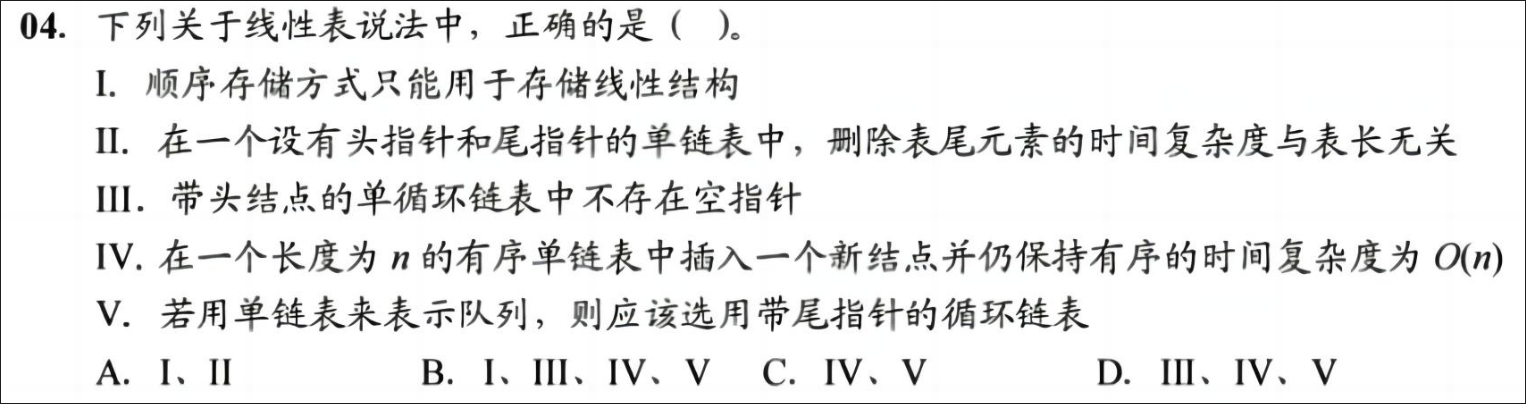 04. 下列关于线性表说法中，正确的是（ ）。
I. 顺序存储方式只能用于存储线性结构
II. 在一个设有头指针和尾指针的单链表中，删除表尾元素的时间复杂度与表长无关
III. 带头结点的单循环链表中不存在空指针
IV. 在一个长度为 n 的有序单链表中插入一个新结点并仍保持有序的时间复杂度为 O(n)
V. 若用单链表来表示队列，则应该选用带尾指针的循环链表
A. I、II B. I、III、IV、V C. IV、V D. III、IV、V